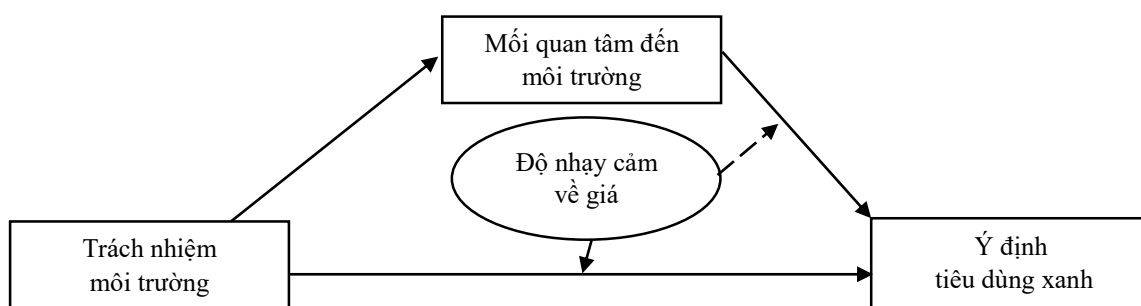 Mối quan tâm đến
môi trường
Độ nhạy cảm
về giá
Trách nhiệm
môi trường
Ý định
tiêu dùng xanh